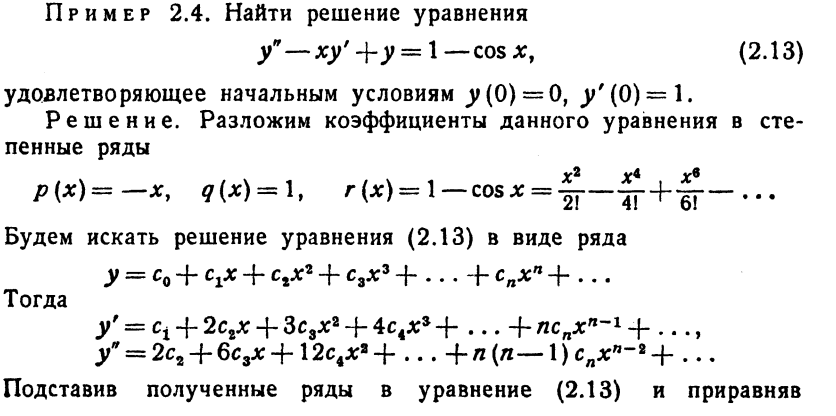 Пример 2.4. Найти решение уравнения
y″ — xy′ + y = 1 — cos x, (2.13)
удовлетворяющее начальным условиям y (0) = 0, y′ (0) = 1.
Решение. Разложим коэффициенты данного уравнения в сте-
пенные ряды
p (x) = — x, q (x) = 1, r (x) = 1 — cos x = x²/2! — x⁴/4! + x⁶/6! — ...
Будем искать решение уравнения (2.13) в виде ряда
y = c₀ + c₁x + c₂x² + c₃x³ + ... + cₙxⁿ + ...
Тогда
y′ = c₁ + 2c₂x + 3c₃x² + 4c₄x³ + ... + ncₙxⁿ⁻¹ + ...,
y″ = 2c₂ + 6c₃x + 12c₄x² + ... + n (n — 1) cₙxⁿ⁻² + ...
Подставив полученные ряды в уравнение (2.13) и приравняв